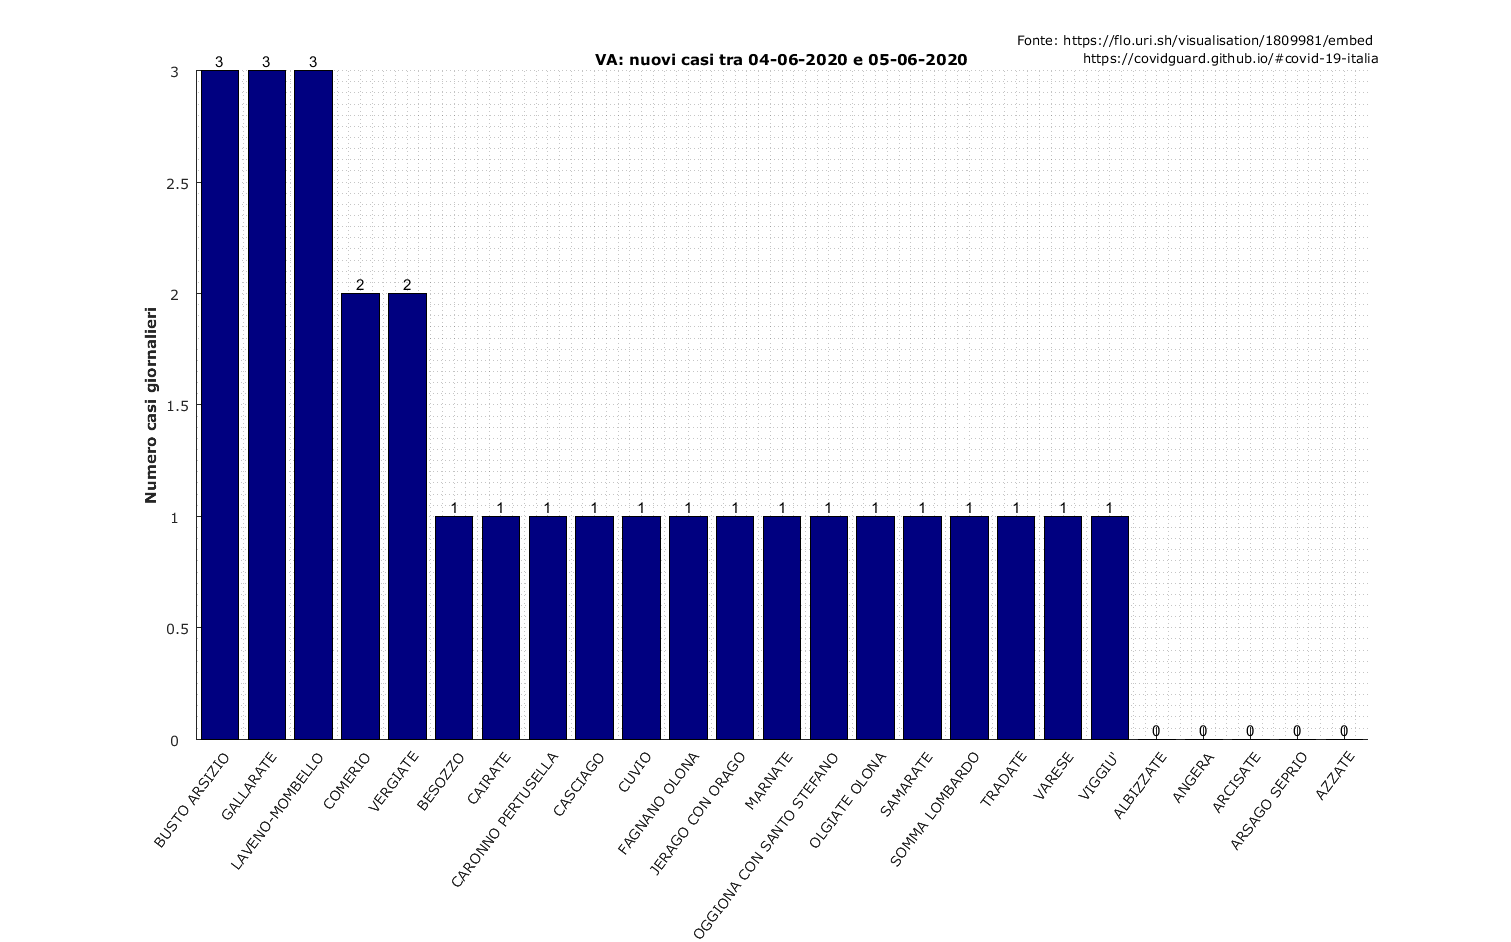 Fonte: https://flo.uri.sh/visualisation/1809981/embed
https://covidguard.github.io/#covid-19-italia
VA: nuovi casi tra 04-06-2020 e 05-06-2020
Numero casi giornalieri
3
2.5
2
1.5
1
0.5
0
3 3 3 2 2 1 1 1 1 1 1 1 1 1 1 1 1 1 1 1 0 0 0 0 0
BUSTO ARSIZIO
GALLARATE
LAVENO-MOMBELLO
COMERIO
VERGIATE
BESOZZO
CAIRATE
CARONNO PERTUSELLA
CASCIAGO
CUVIO
FAGNANO OLONA
JERAGO CON ORAGO
MARNATE
OGGIONA CON SANTO STEFANO
OLGIATE OLONA
SAMARATE
SOMMA LOMBARDO
TRADATE
VARESE
VIGGIU'
ALBIZZATE
ANGERA
ARCISATE
ARSAGO SEPRIO
AZZATE